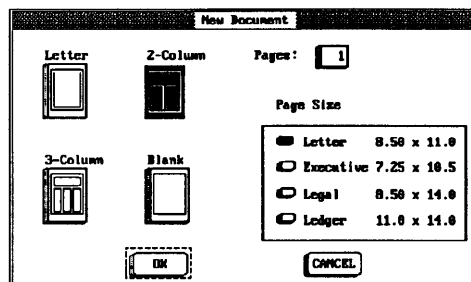 New Document
Letter 2-Column Pages: 1
Page Size
Letter 8.50 x 11.0
Executive 7.25 x 10.5
3-Column Blank
Legal 8.50 x 14.0
Ledger 11.0 x 14.0
OK CANCEL